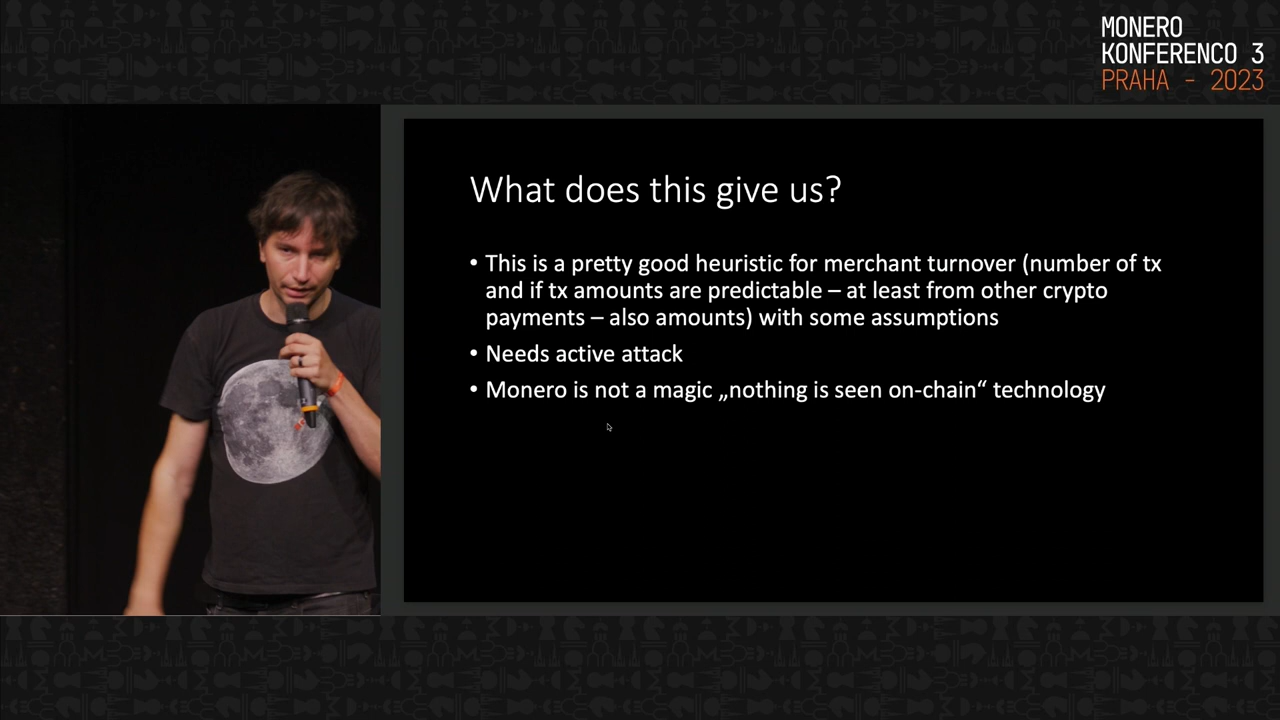 MONERO
KONFERENCO 3
PRAHA - 2023
What does this give us?
• This is a pretty good heuristic for merchant turnover (number of tx
and if tx amounts are predictable – at least from other crypto
payments – also amounts) with some assumptions
• Needs active attack
• Monero is not a magic „nothing is seen on-chain“ technology